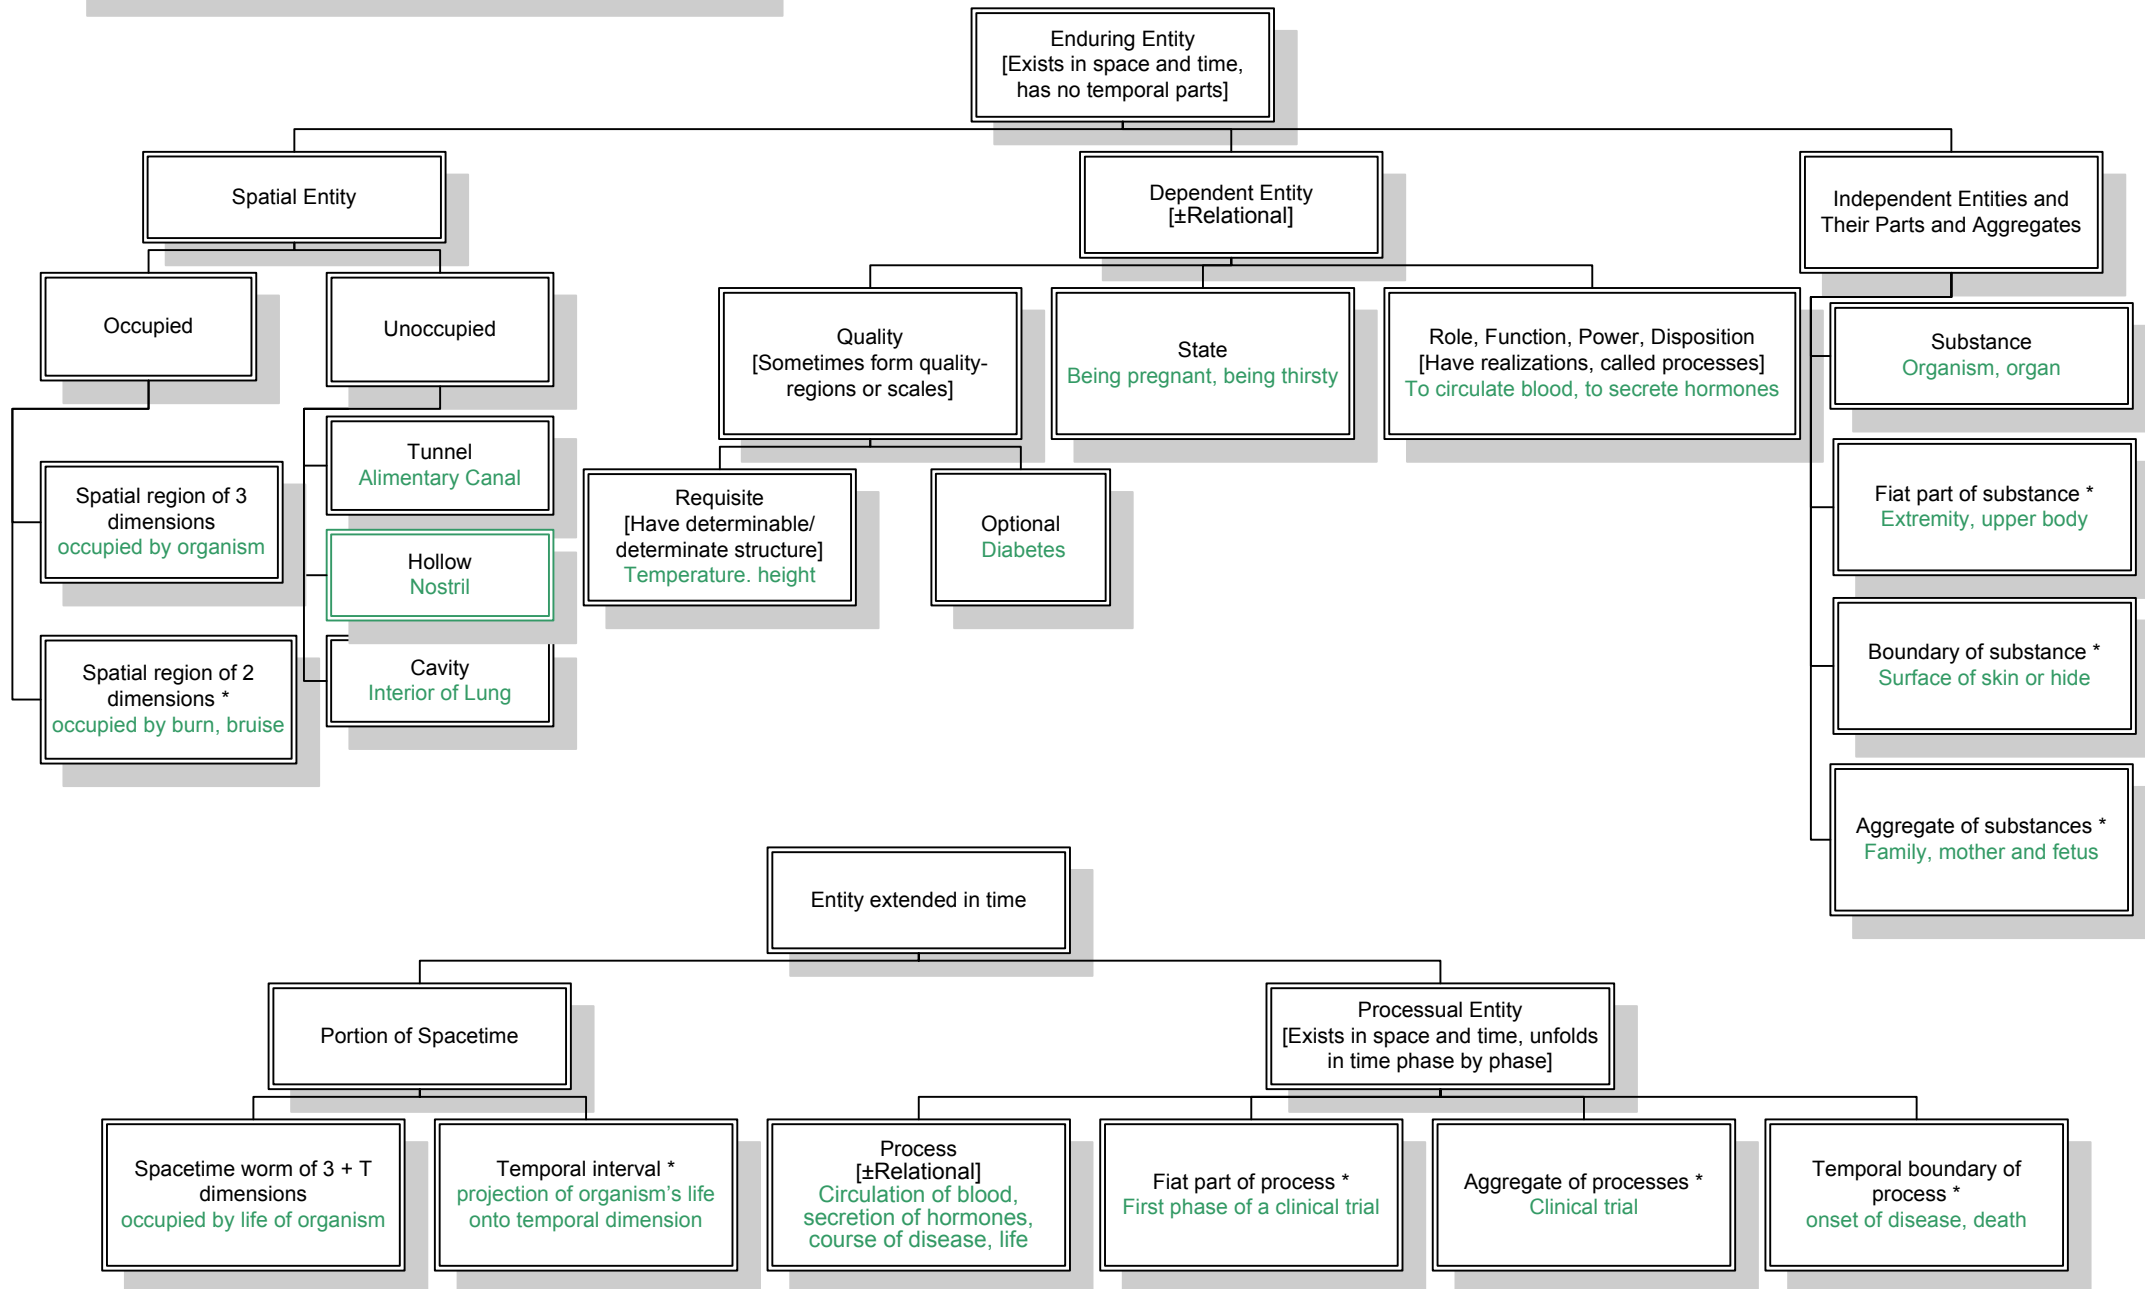 Enduring Entity
[Exists in space and time,
has no temporal parts]
Spatial Entity
Dependent Entity
[±Relational]
Independent Entities and
Their Parts and Aggregates
Occupied
Unoccupied
Quality
[Sometimes form quality-
regions or scales]
State
Being pregnant, being thirsty
Role, Function, Power, Disposition
[Have realizations, called processes]
To circulate blood, to secrete hormones
Substance
Organism, organ
Tunnel
Alimentary Canal
Spatial region of 3
dimensions
occupied by organism
Hollow
Nostril
Requisite
[Have determinable/
determinate structure]
Temperature. height
Optional
Diabetes
Fiat part of substance *
Extremity, upper body
Spatial region of 2
dimensions *
occupied by burn, bruise
Cavity
Interior of Lung
Boundary of substance *
Surface of skin or hide
Aggregate of substances *
Family, mother and fetus
Entity extended in time
Portion of Spacetime
Processual Entity
[Exists in space and time, unfolds
in time phase by phase]
Spacetime worm of 3 + T
dimensions
occupied by life of organism
Temporal interval *
projection of organism’s life
onto temporal dimension
Process
[±Relational]
Circulation of blood,
secretion of hormones,
course of disease, life
Fiat part of process *
First phase of a clinical trial
Aggregate of processes *
Clinical trial
Temporal boundary of
process *
onset of disease, death